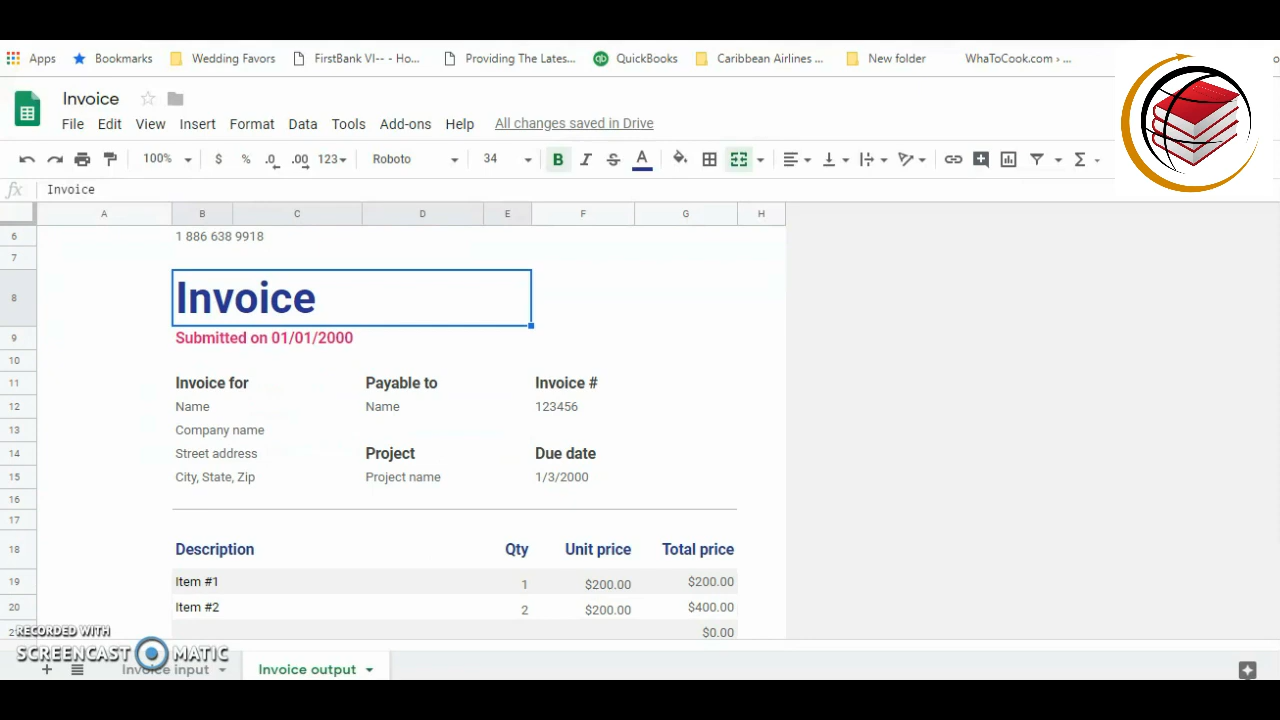 Apps Bookmarks Wedding Favors FirstBank VI-- - Ho... Providing The Lates... QuickBooks Caribbean Airlines ... New folder WhaToCook.com › ...
Invoice
File Edit View Insert Format Data Tools Add-ons Help All changes saved in Drive
100% $ % .0 .00 123 Roboto 34 B I S A
fx Invoice
A B C D E F G H
6 1 886 638 9918
7
8 Invoice
9 Submitted on 01/01/2000
10
11 Invoice for Payable to Invoice #
12 Name Name 123456
13 Company name
14 Street address Project Due date
15 City, State, Zip Project name 1/3/2000
16
17
18 Description Qty Unit price Total price
19 Item #1 1 $200.00 $200.00
20 Item #2 2 $200.00 $400.00
$0.00
RECORDED WITH
SCREENCAST MATIC
Invoice input Invoice output